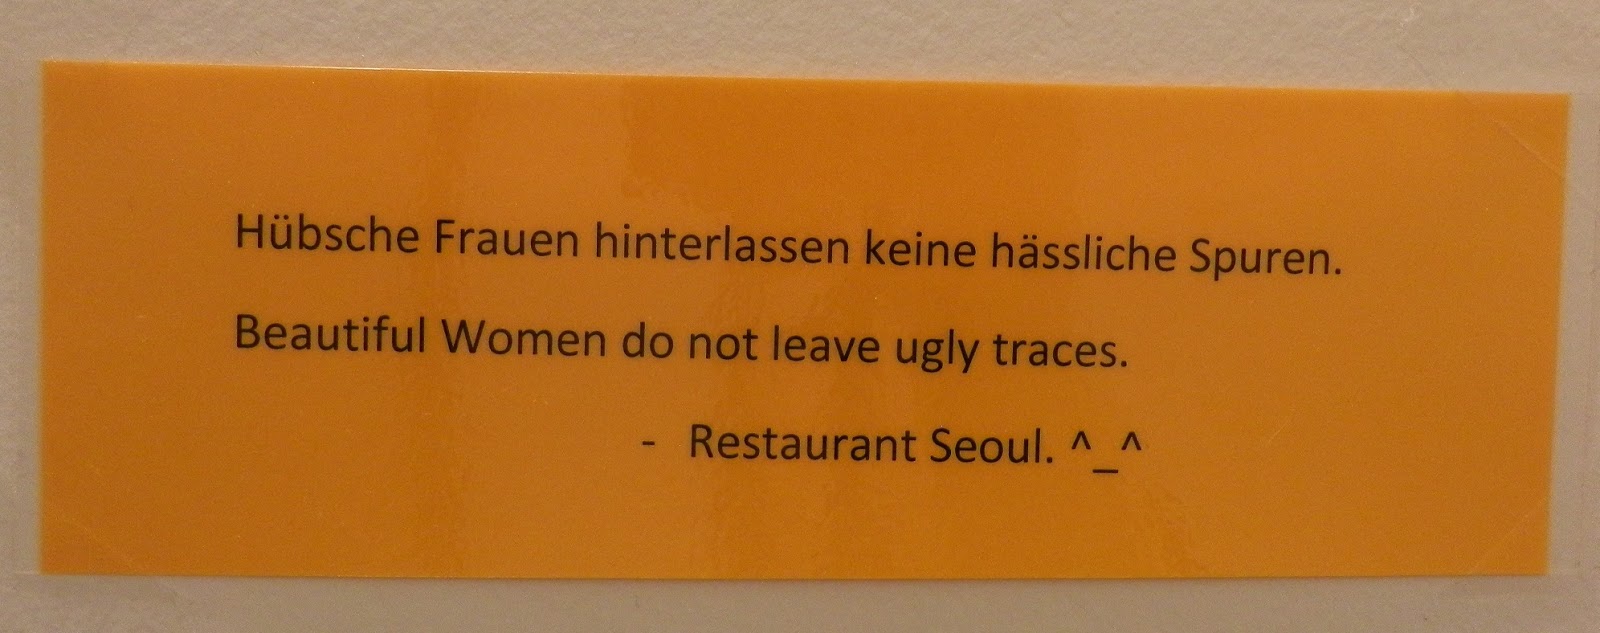 Hübsche Frauen hinterlassen keine hässliche Spuren.
Beautiful Women do not leave ugly traces.
- Restaurant Seoul. ^_^